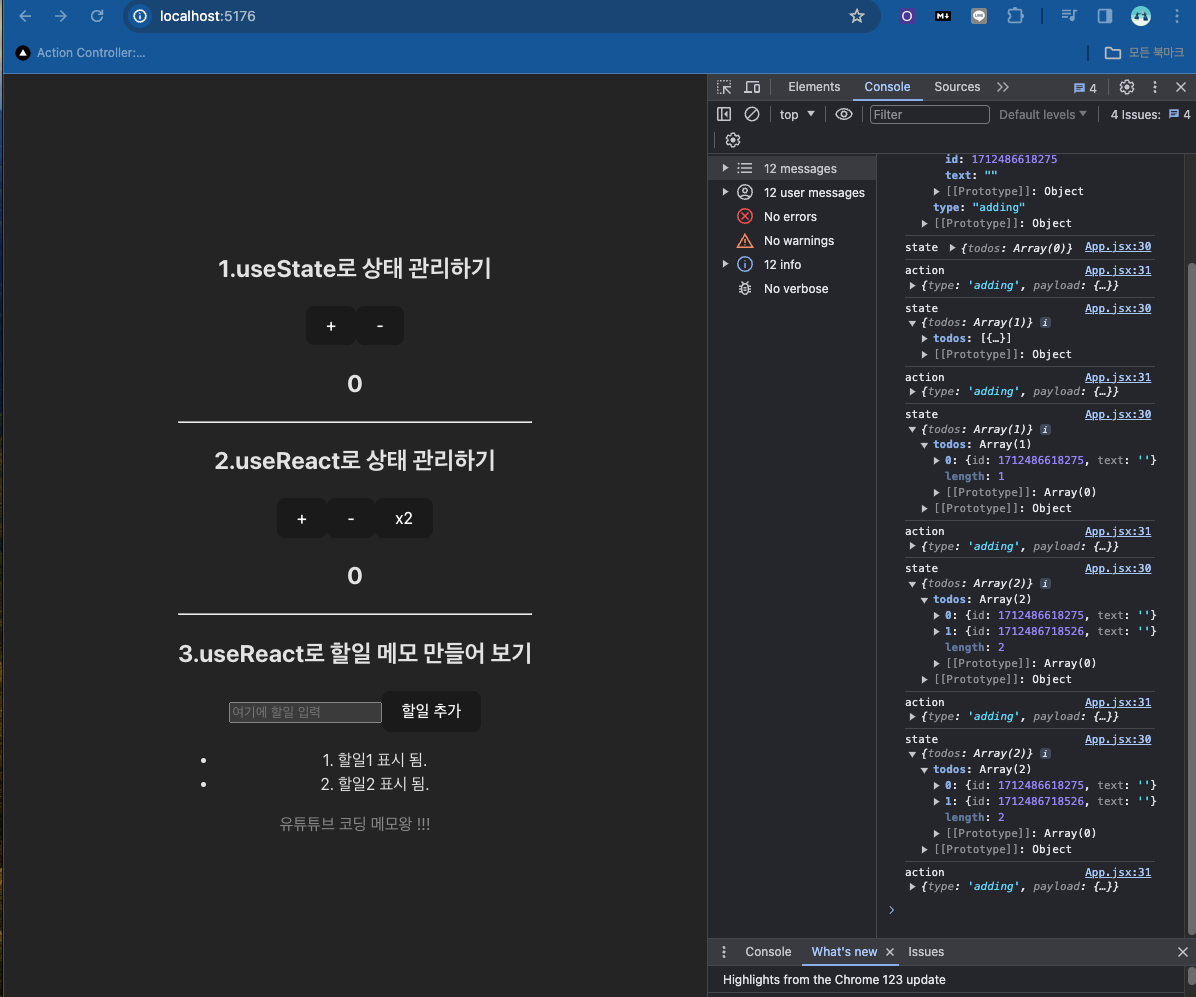 localhost:5176
Action Controller:...
모든 북마크
1.useState로 상태 관리하기
+ -
0
2.useReact로 상태 관리하기
+ - x2
0
3.useReact로 할일 메모 만들어 보기
여기에 할일 입력 할일 추가
• 1. 할일1 표시 됨.
• 2. 할일2 표시 됨.
유튜튜브 코딩 메모왕 !!!
Elements Console Sources 4
top Filter Default levels 4 Issues: 4
12 messages
12 user messages
No errors
No warnings
12 info
No verbose
id: 1712486618275
text: ""
[[Prototype]]: Object
type: "adding"
[[Prototype]]: Object
state {todos: Array(0)} App.jsx:30
action App.jsx:31
{type: 'adding', payload: {…}}
state App.jsx:30
{todos: Array(1)} i
todos: [{…}]
[[Prototype]]: Object
action App.jsx:31
{type: 'adding', payload: {…}}
state App.jsx:30
{todos: Array(1)} i
todos: Array(1)
0: {id: 1712486618275, text: ''}
length: 1
[[Prototype]]: Array(0)
[[Prototype]]: Object
action App.jsx:31
{type: 'adding', payload: {…}}
state App.jsx:30
{todos: Array(2)} i
todos: Array(2)
0: {id: 1712486618275, text: ''}
1: {id: 1712486718526, text: ''}
length: 2
[[Prototype]]: Array(0)
[[Prototype]]: Object
action App.jsx:31
{type: 'adding', payload: {…}}
state App.jsx:30
{todos: Array(2)} i
todos: Array(2)
0: {id: 1712486618275, text: ''}
1: {id: 1712486718526, text: ''}
length: 2
[[Prototype]]: Array(0)
[[Prototype]]: Object
action App.jsx:31
{type: 'adding', payload: {…}}
Console What's new Issues
Highlights from the Chrome 123 update